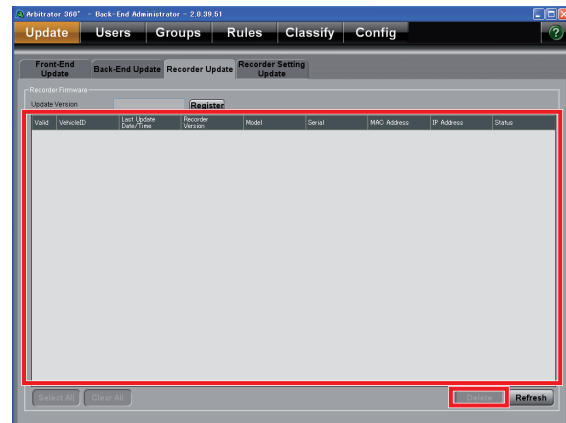 Arbitrator 360° - Back-End Administrator - 2.0.39.51
Update Users Groups Rules Classify Config ?
Front-End Update
Back-End Update
Recorder Update
Recorder Setting Update
Recorder Firmware
Update Version Register
Valid VehicleID Last Update Date/Time Recorder Version Model Serial MAC Address IP Address Status
Select All Clear All Delete Refresh